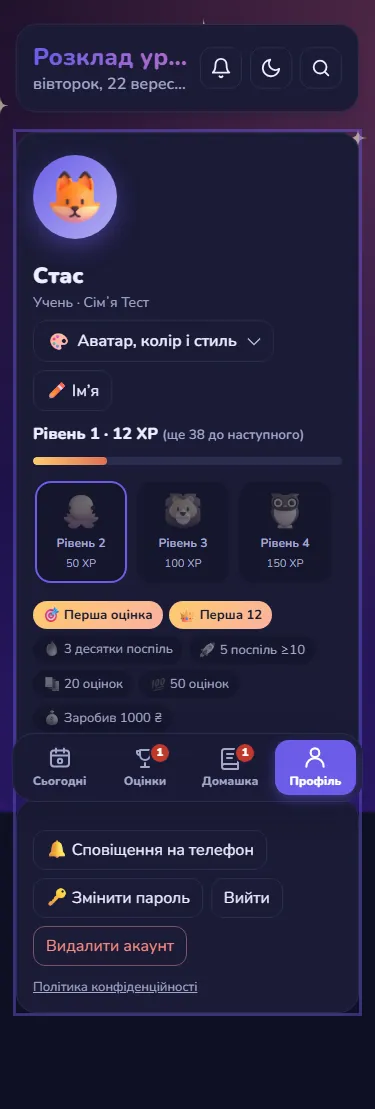 Розклад ур...
вівторок, 22 верес...
Стас
Учень · Сім'я Тест
Аватар, колір і стиль
Ім'я
Рівень 1 · 12 XP (ще 38 до наступного)
Рівень 2 Рівень 3 Рівень 4
50 XP 100 XP 150 XP
Перша оцінка Перша 12
3 десятки поспіль 5 поспіль ≥10
20 оцінок 50 оцінок
Заробив 1000 ₴
1 1
Сьогодні Оцінки Домашка Профіль
Сповіщення на телефон
Змінити пароль Вийти
Видалити акаунт
Політика конфіденційності